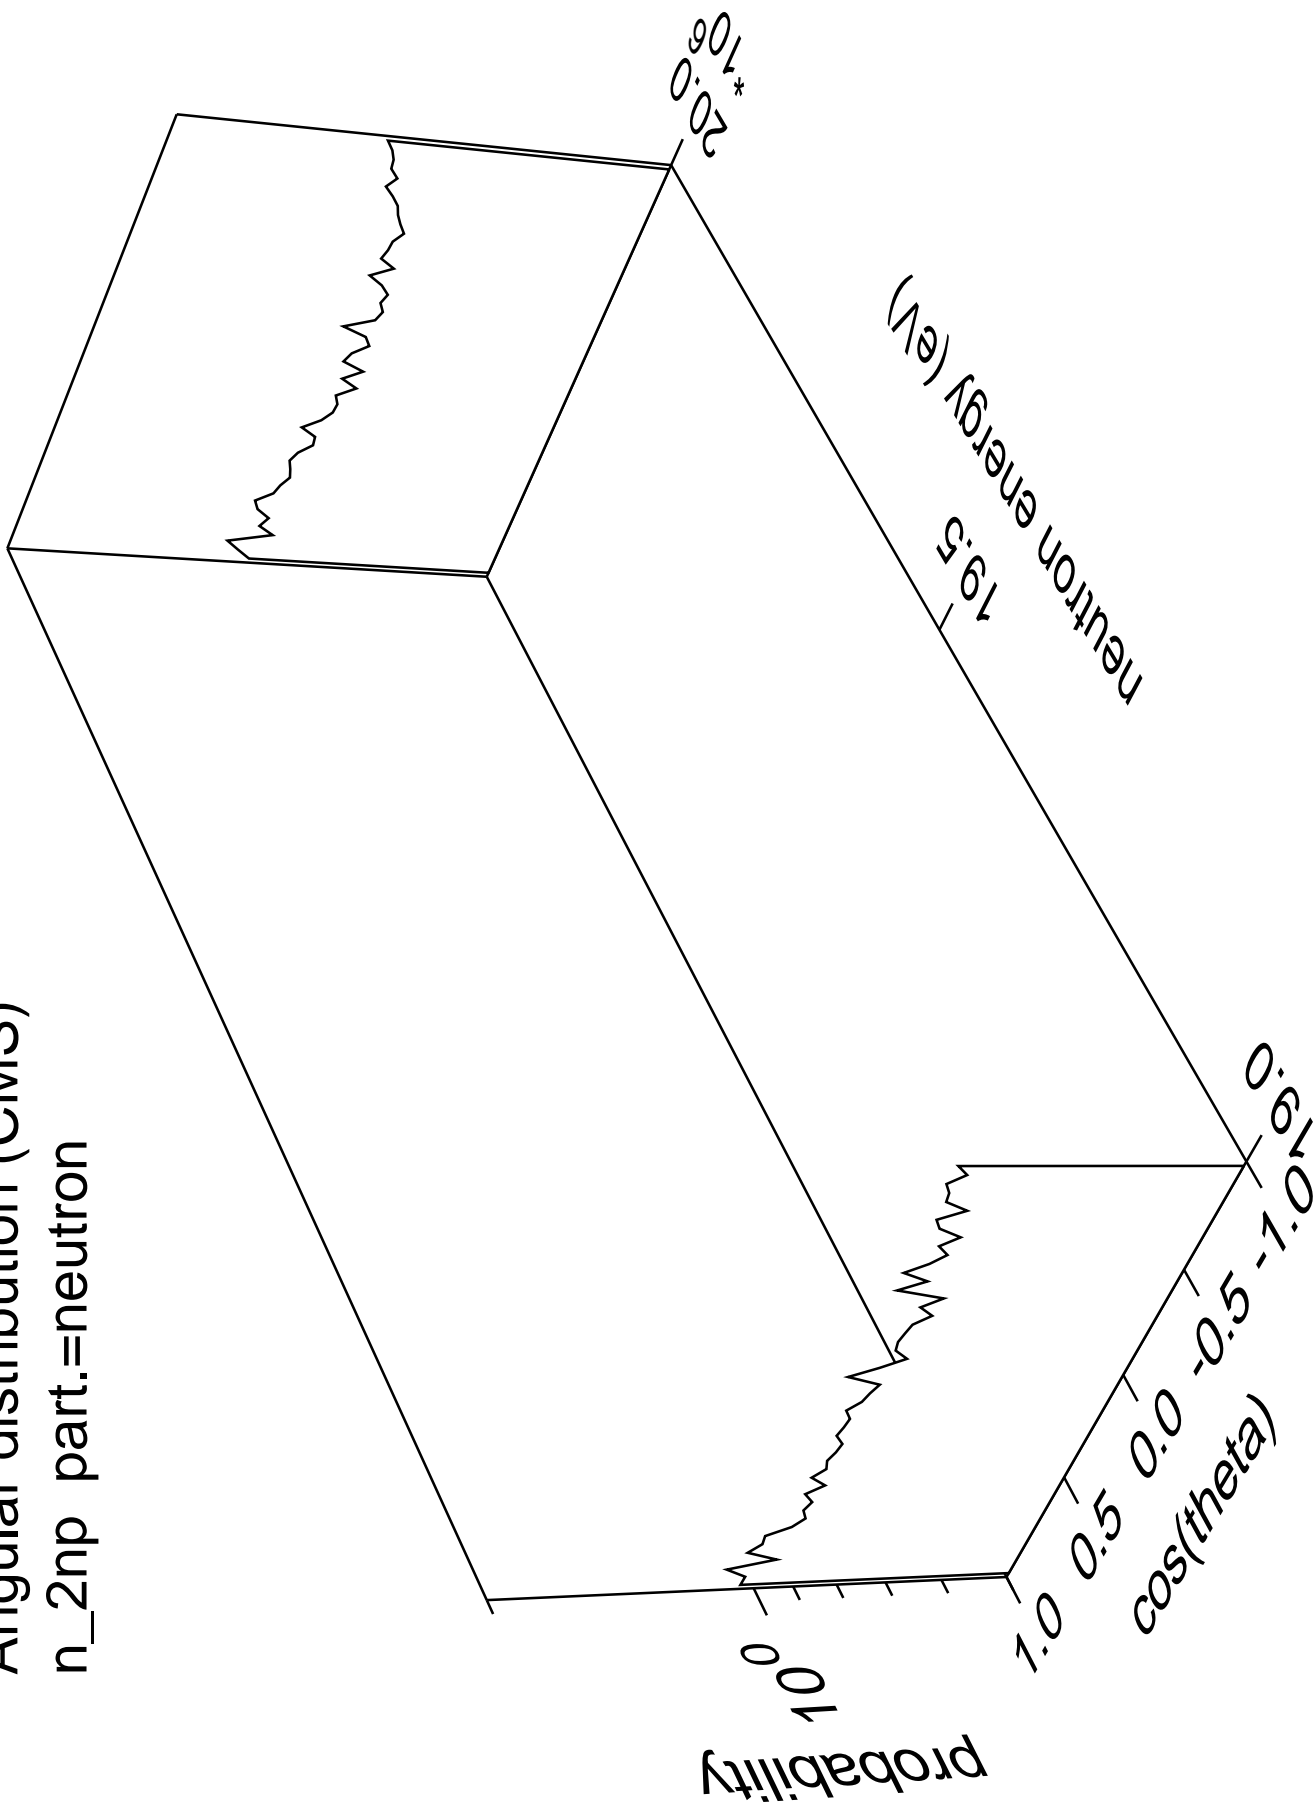 Angular distribution (CMS)
n_2np part.=neutron
probability
10 0
1.0 0.5 0.0 -0.5 -1.0
cos(theta)
19.0 19.5 20.0
* 10 6
neutron energy (eV)